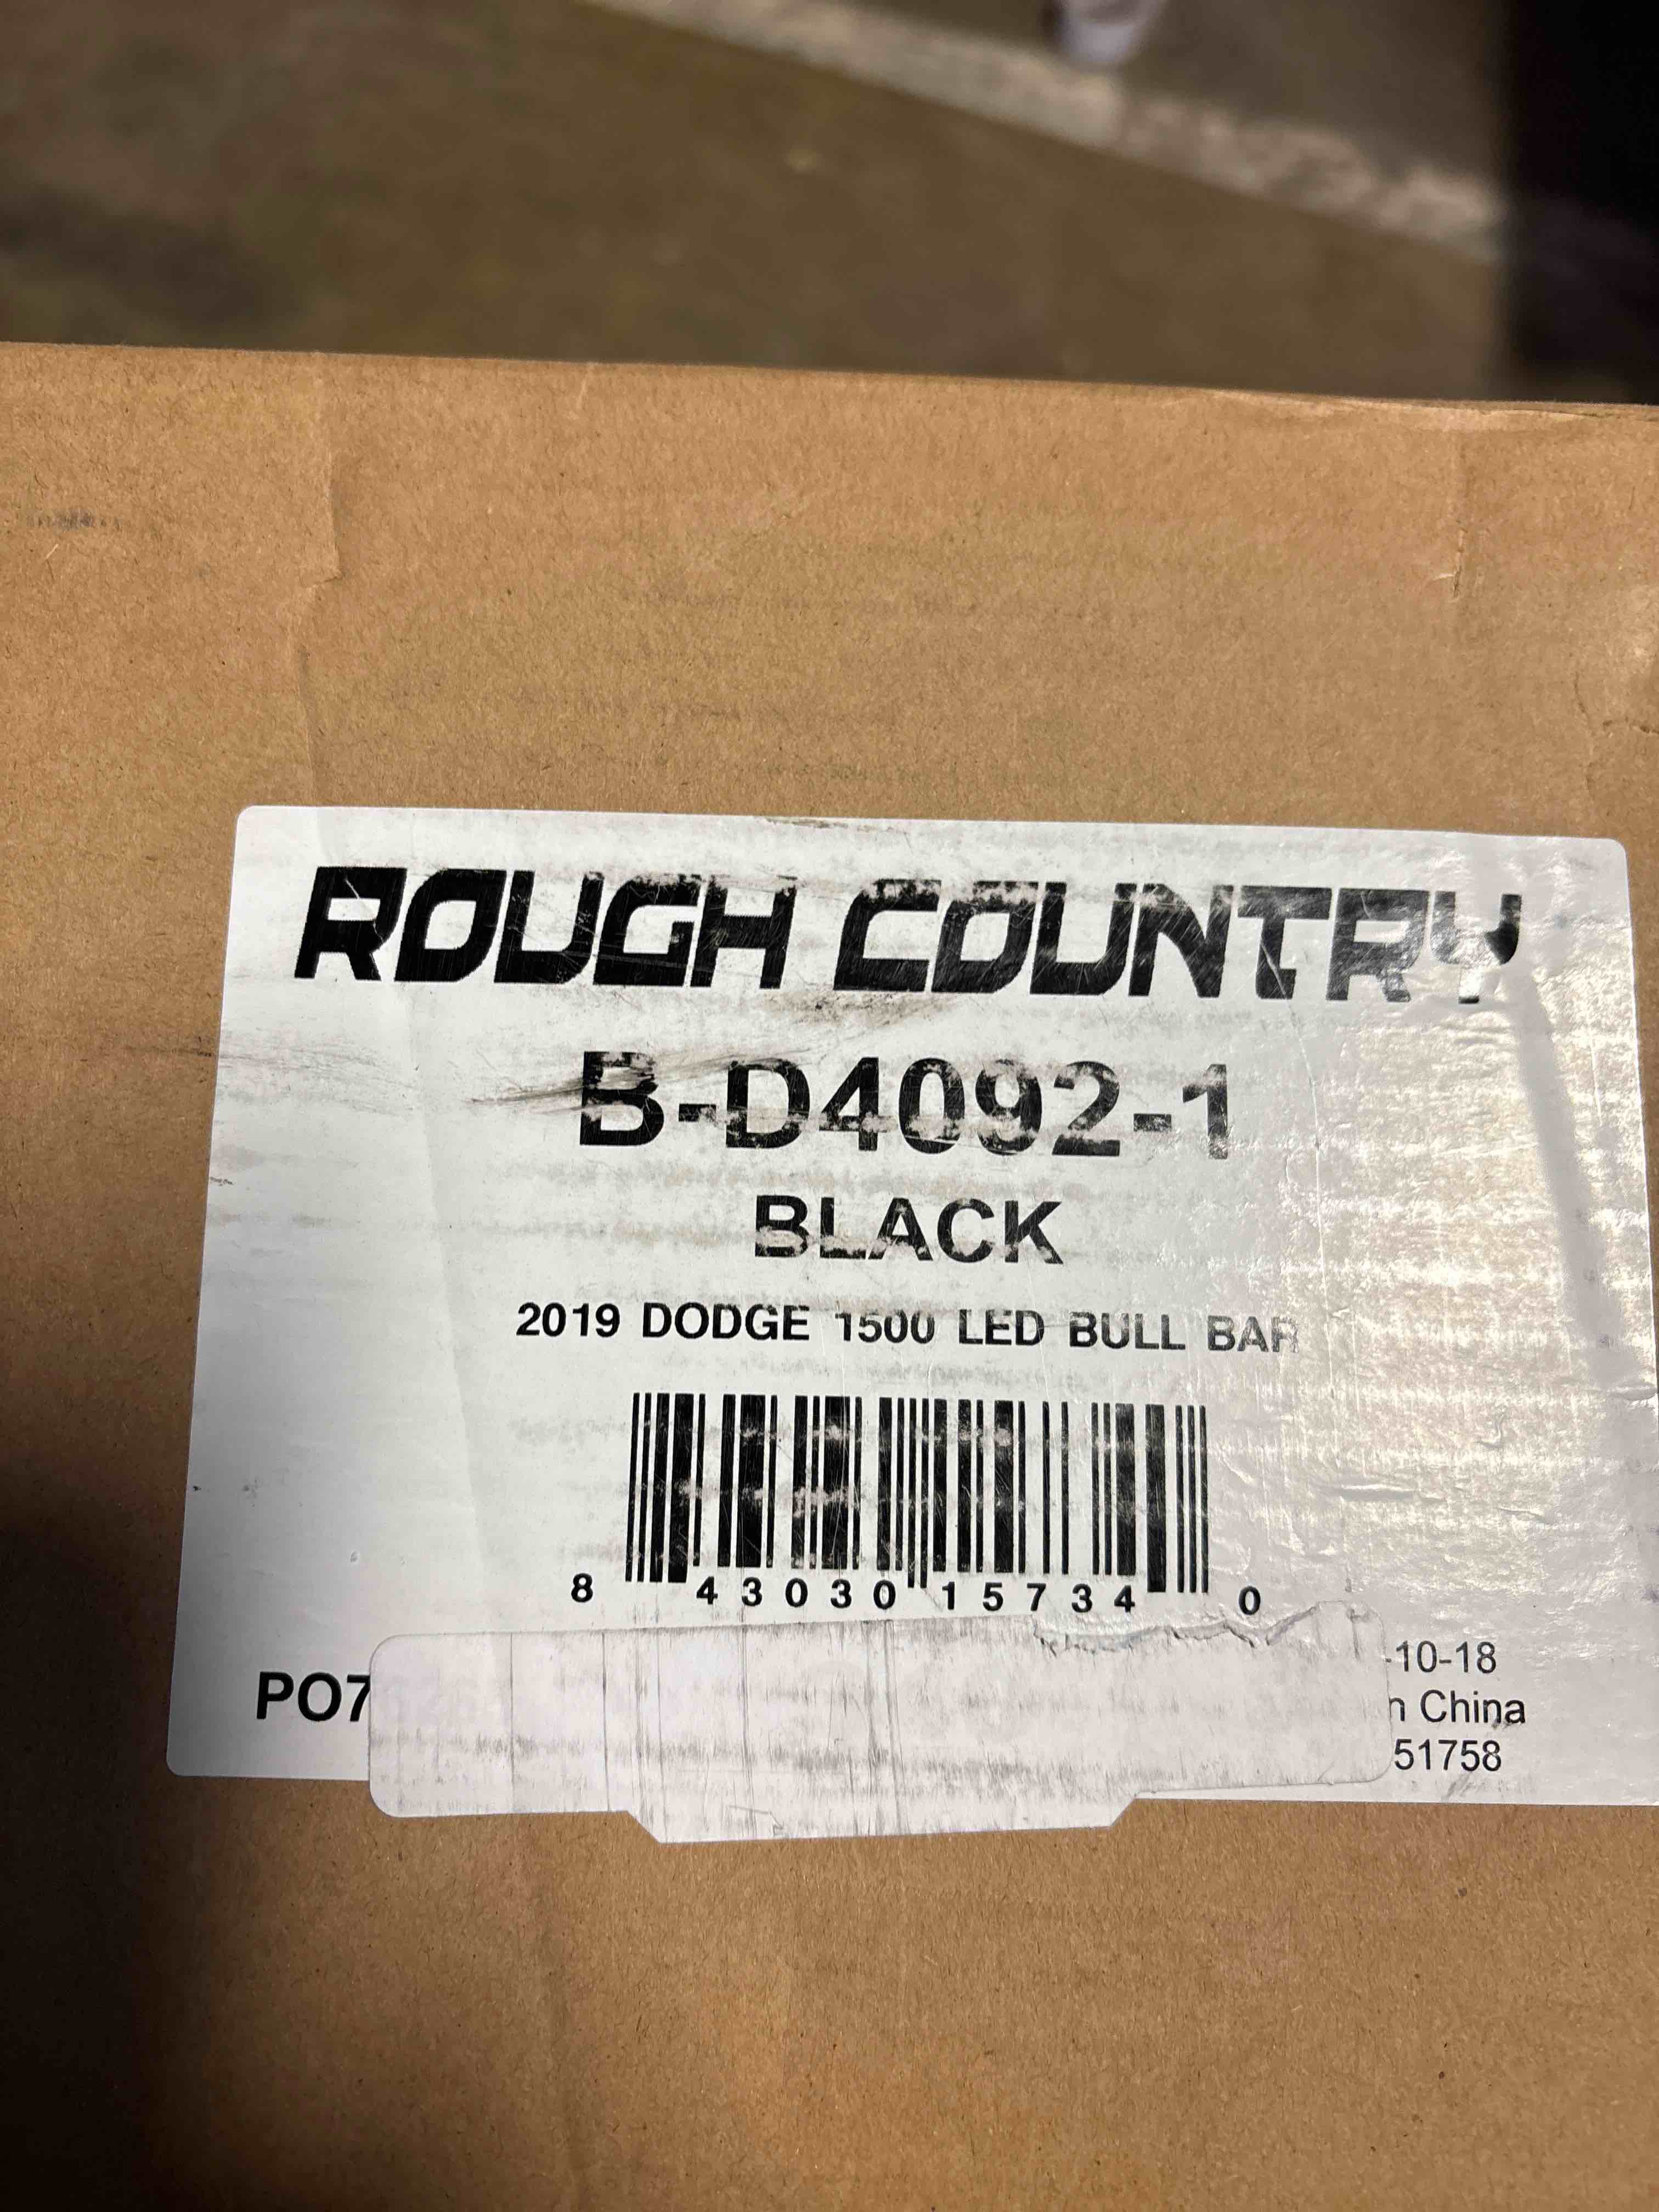 ROUGH COUNTRY
B-D4092-1
BLACK
2019 DODGE 1500 LED BULL BAR
8 43030 15734 0
PO7
-10-18
n China
51758